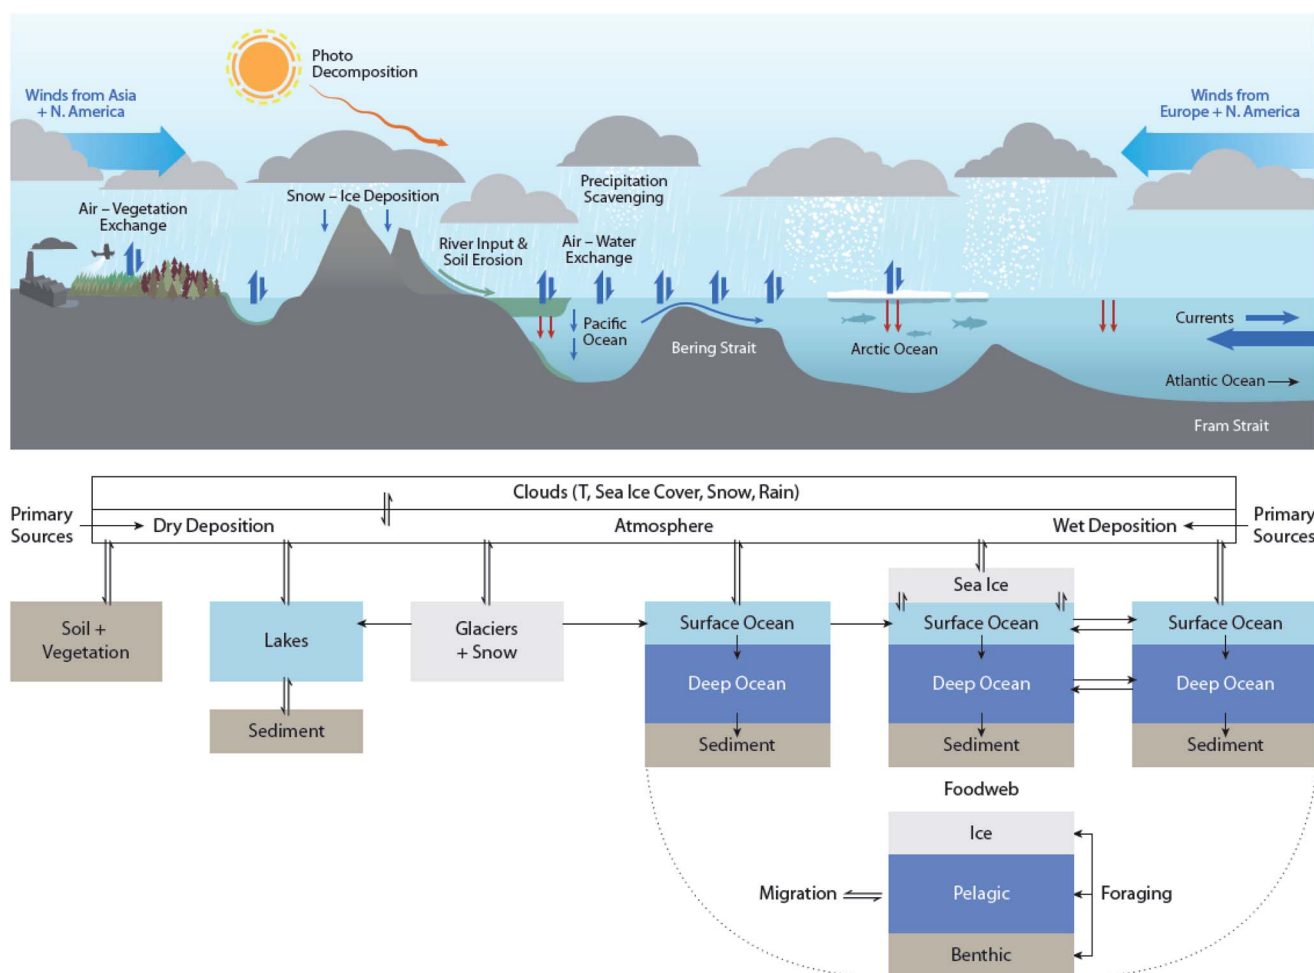 Photo
Decomposition
Winds from Asia
+ N. America
Winds from
Europe + N. America
Snow – Ice Deposition
Precipitation
Scavenging
Air – Vegetation
Exchange
River Input &
Soil Erosion
Air – Water
Exchange
Pacific
Ocean
Bering Strait
Arctic Ocean
Currents
Atlantic Ocean
Fram Strait
Clouds (T, Sea Ice Cover, Snow, Rain)
Primary
Sources
Dry Deposition
Atmosphere
Wet Deposition
Primary
Sources
Soil +
Vegetation
Lakes
Sediment
Glaciers
+ Snow
Surface Ocean
Deep Ocean
Sediment
Sea Ice
Surface Ocean
Deep Ocean
Sediment
Surface Ocean
Deep Ocean
Sediment
Foodweb
Ice
Migration
Pelagic
Foraging
Benthic